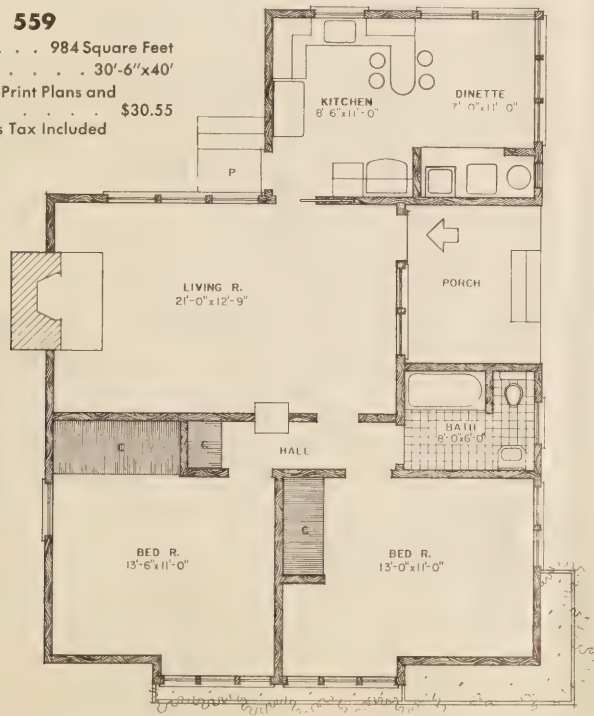 559
. . . 984 Square Feet
. . . . . 30'-6"x40'
Print Plans and
. . . . . $30.55
s Tax Included
KITCHEN
8'6"x11'-0"
DINETTE
7'-0"x11'-0"
P
LIVING R.
21'-0"x12'-9"
PORCH
C
C
HALL
BATH
8'-0x6'-0"
C
BED R.
13'-6"x11'-0"
BED R.
13'-0"x11'-0"